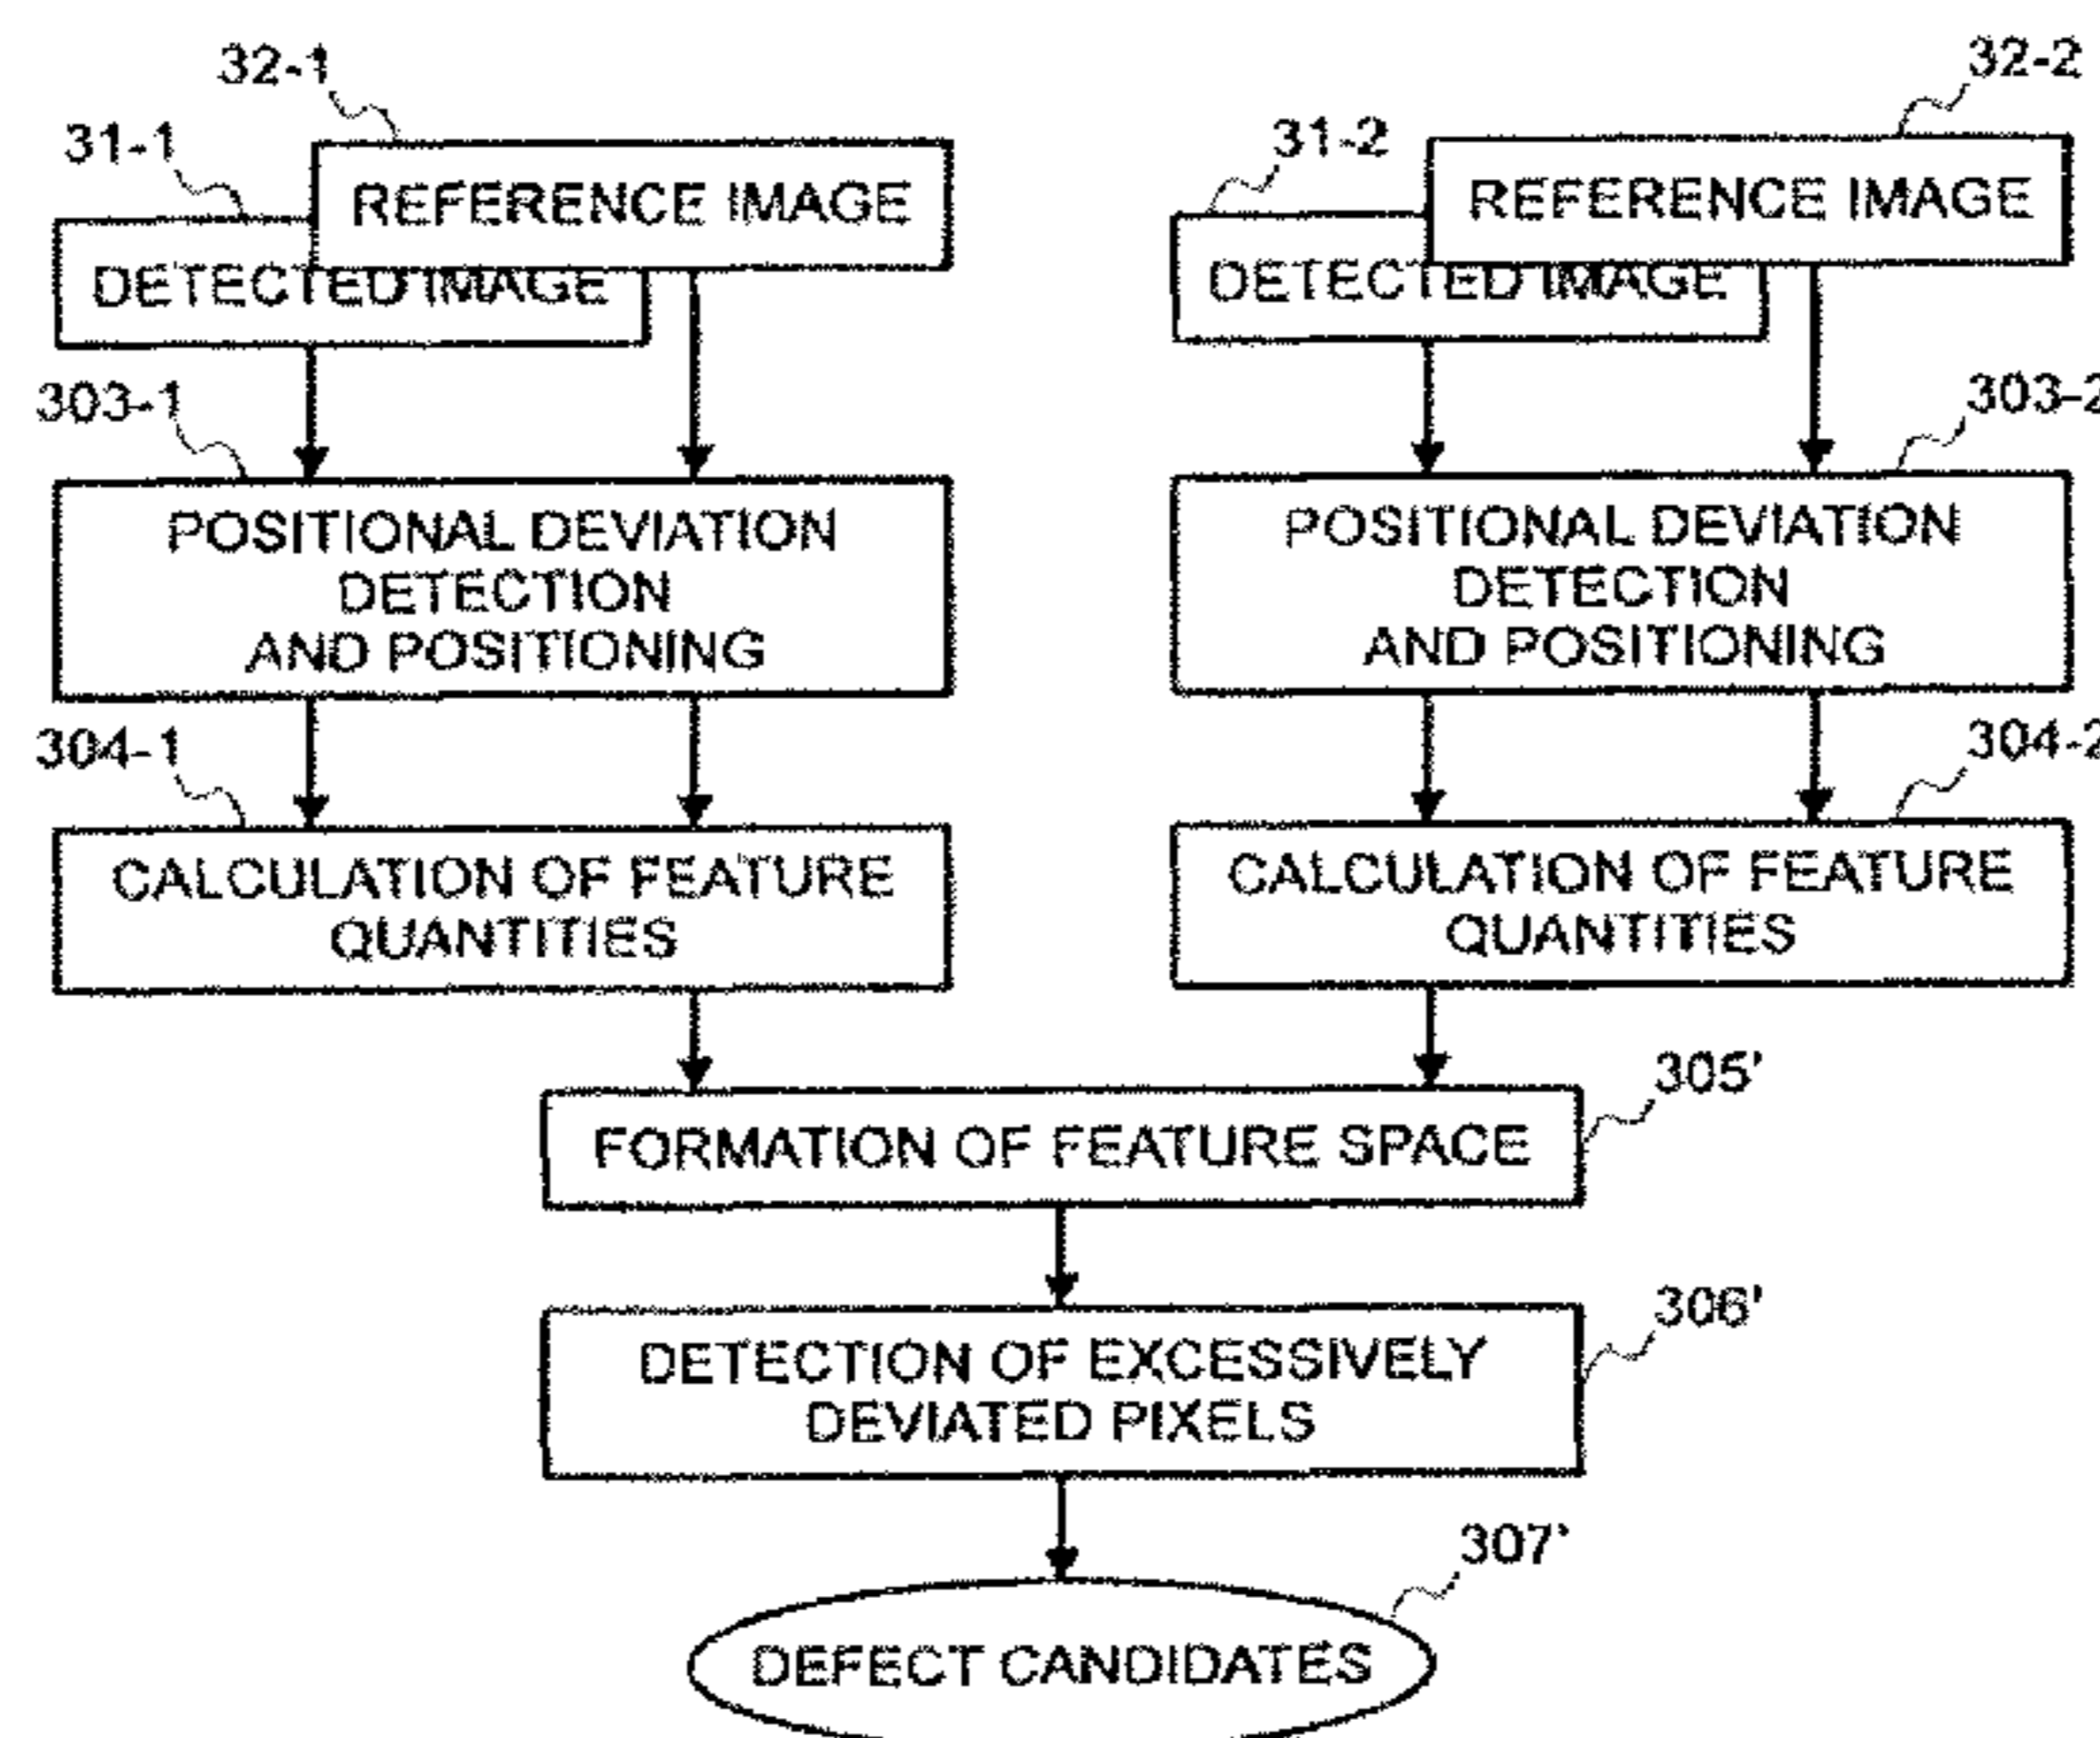 32-1
32-2
31-1
31-2
REFERENCE IMAGE
REFERENCE IMAGE
DETECTED IMAGE
DETECTED IMAGE
303-1
303-2
POSITIONAL DEVIATION
DETECTION
AND POSITIONING
POSITIONAL DEVIATION
DETECTION
AND POSITIONING
304-1
304-2
CALCULATION OF FEATURE
QUANTITIES
CALCULATION OF FEATURE
QUANTITIES
305'
FORMATION OF FEATURE SPACE
306'
DETECTION OF EXCESSIVELY
DEVIATED PIXELS
307'
DEFECT CANDIDATES